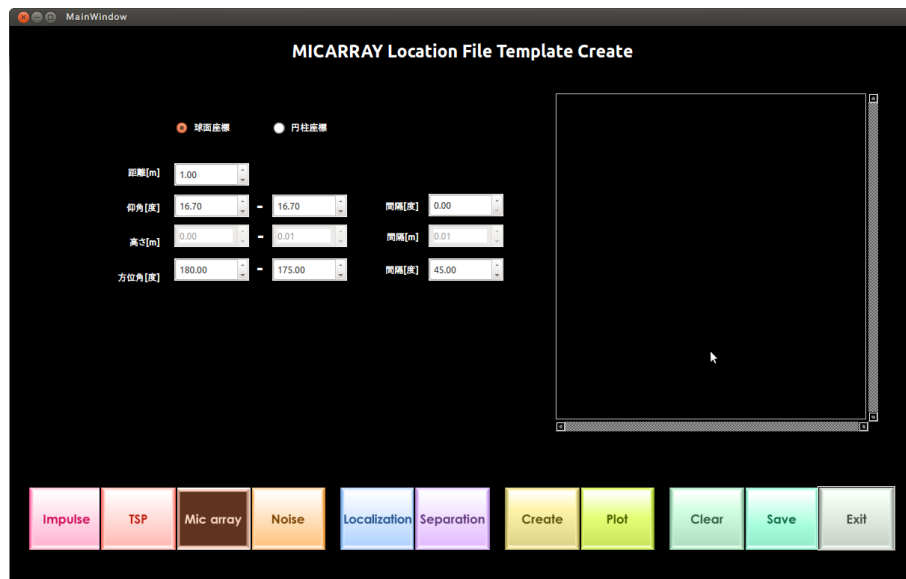 MainWindow
MICARRAY Location File Template Create
球面座標 円柱座標
距離[m] 1.00
仰角[度] 16.70 - 16.70 間隔[度] 0.00
高さ[m] 0.00 - 0.01 間隔[m] 0.01
方位角[度] 180.00 - 175.00 間隔[度] 45.00
Impulse TSP Mic array Noise Localization Separation Create Plot Clear Save Exit